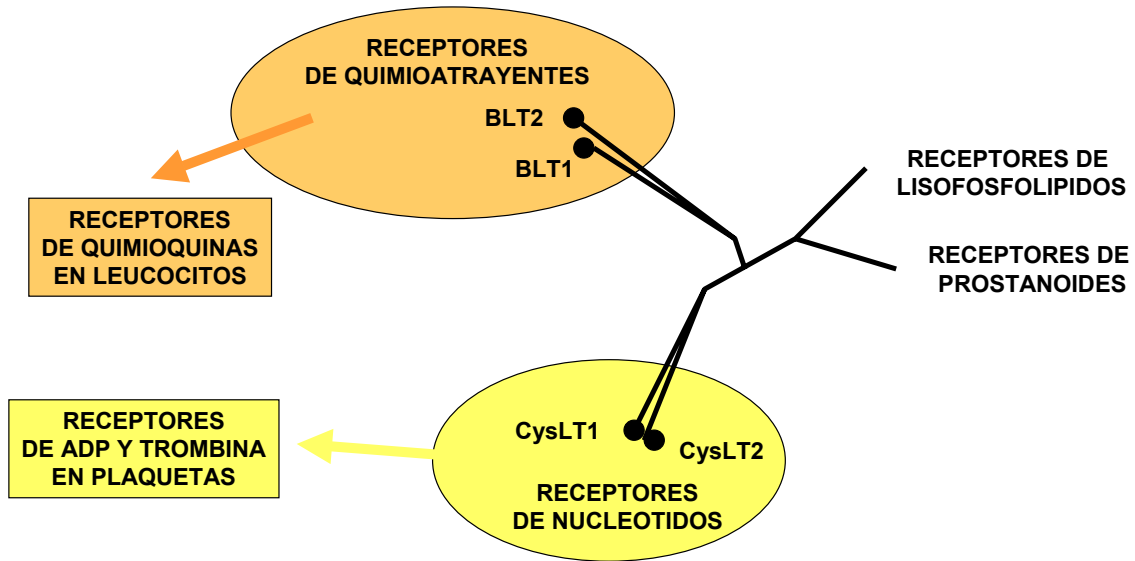 RECEPTORES
DE QUIMIOATRAYENTES
BLT2
BLT1
RECEPTORES DE
LISOFOSFOLIPIDOS
RECEPTORES
DE QUIMIOQUINAS
EN LEUCOCITOS
RECEPTORES DE
PROSTANOIDES
RECEPTORES
DE ADP Y TROMBINA
EN PLAQUETAS
CysLT1
CysLT2
RECEPTORES
DE NUCLEOTIDOS